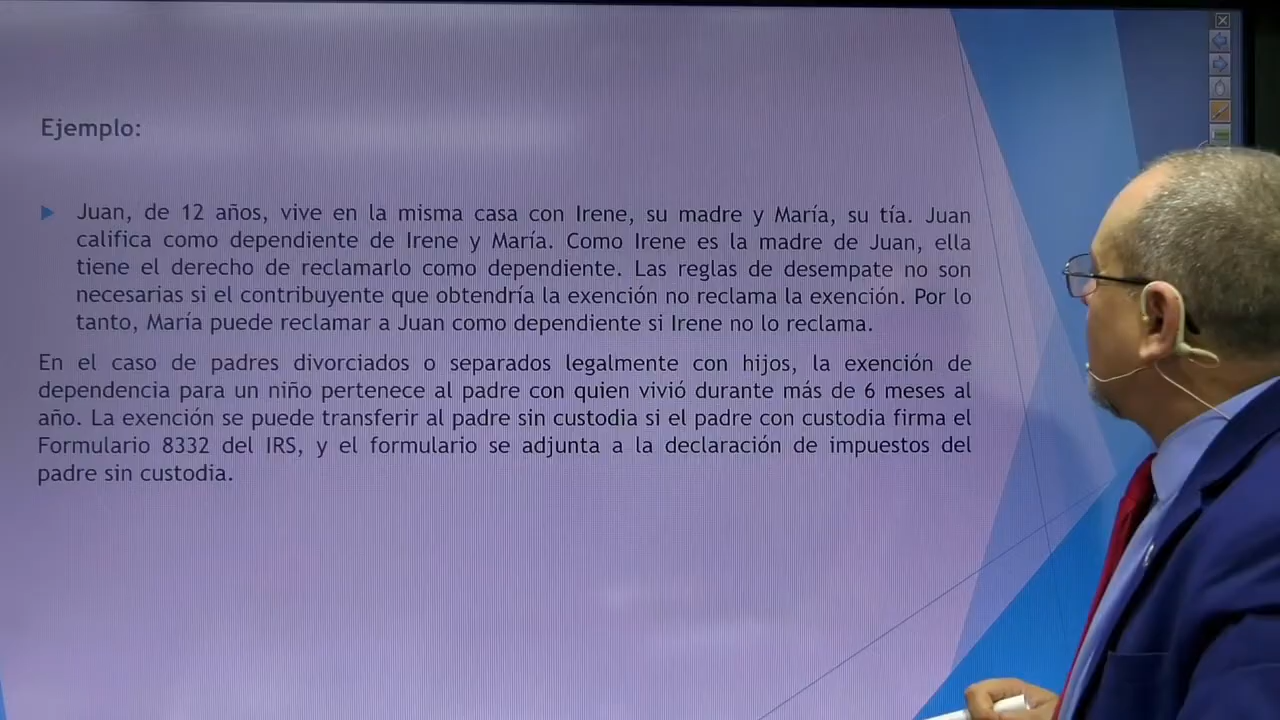 Ejemplo:
Juan, de 12 años, vive en la misma casa con Irene, su madre y María, su tía. Juan
califica como dependiente de Irene y María. Como Irene es la madre de Juan, ella
tiene el derecho de reclamarlo como dependiente. Las reglas de desempate no son
necesarias si el contribuyente que obtendría la exención no reclama la exención. Por lo
tanto, María puede reclamar a Juan como dependiente si Irene no lo reclama.
En el caso de padres divorciados o separados legalmente con hijos, la exención de
dependencia para un niño pertenece al padre con quien vivió durante más de 6 meses al
año. La exención se puede transferir al padre sin custodia si el padre con custodia firma el
Formulario 8332 del IRS, y el formulario se adjunta a la declaración de impuestos del
padre sin custodia.